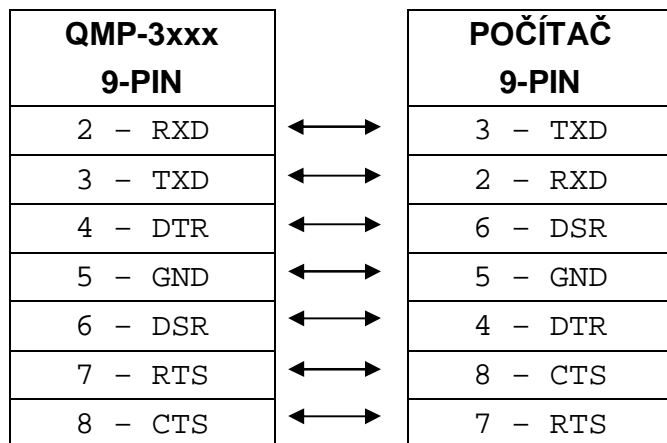 QMP-3xxx POČÍTAČ
9-PIN 9-PIN
2 – RXD 3 – TXD
3 – TXD 2 – RXD
4 – DTR 6 – DSR
5 – GND 5 – GND
6 – DSR 4 – DTR
7 – RTS 8 – CTS
8 – CTS 7 – RTS